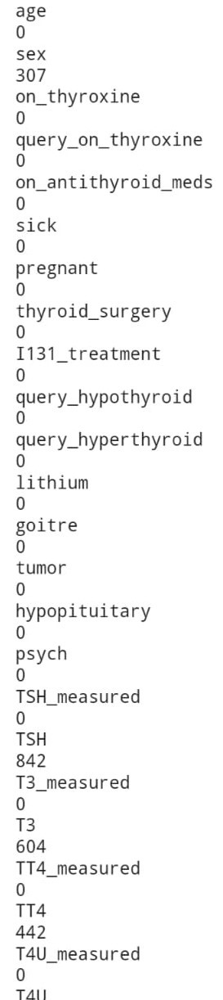 age
0
sex
307
on_thyroxine
0
query_on_thyroxine
0
on_antithyroid_meds
0
sick
0
pregnant
0
thyroid_surgery
0
I131_treatment
0
query_hypothyroid
0
query_hyperthyroid
0
lithium
0
goitre
0
tumor
0
hypopituitary
0
psych
0
TSH_measured
0
TSH
842
T3_measured
0
T3
604
TT4_measured
0
TT4
442
T4U_measured
0
T4U